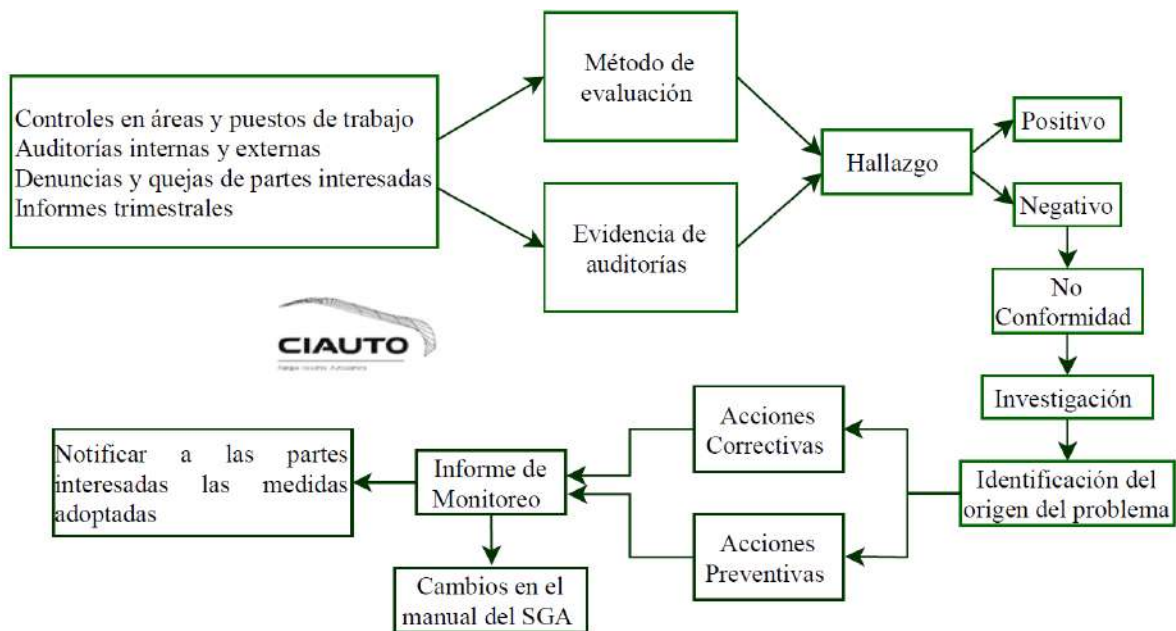 Controles en áreas y puestos de trabajo
Auditorías internas y externas
Denuncias y quejas de partes interesadas
Informes trimestrales
Método de
evaluación
Evidencia de
auditorías
Hallazgo
Positivo
Negativo
No
Conformidad
Investigación
Identificación del
origen del problema
Acciones
Correctivas
Acciones
Preventivas
Informe de
Monitoreo
Notificar a las partes
interesadas las medidas
adoptadas
Cambios en el
manual del SGA
CIAUTO